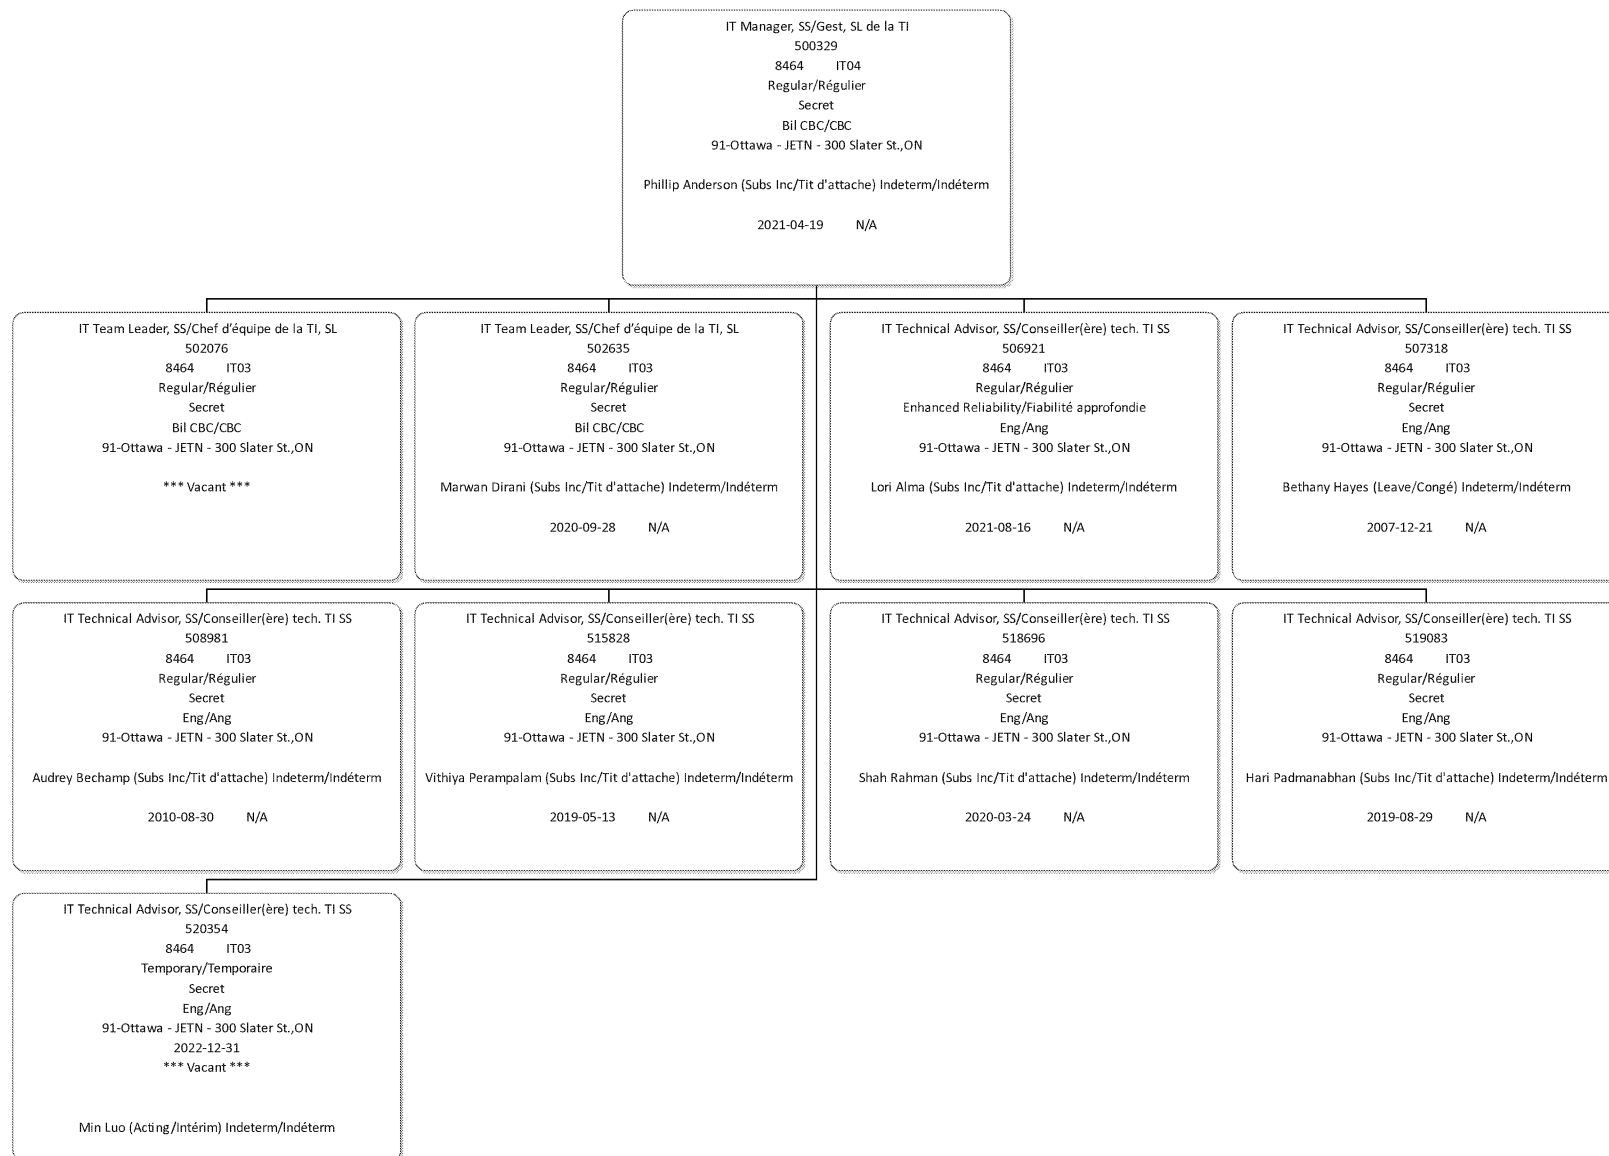 IT Manager, SS/Gest, SL de la TI
500329
8464 IT04
Regular/Régulier
Secret
Bil CBC/CBC
91-Ottawa - JETN - 300 Slater St.,ON
Phillip Anderson (Subs Inc/Tit d'attache) Indeterm/Indéterm
2021-04-19 N/A
IT Team Leader, SS/Chef d’équipe de la TI, SL
502076
8464 IT03
Regular/Régulier
Secret
Bil CBC/CBC
91-Ottawa - JETN - 300 Slater St.,ON
*** Vacant ***
IT Team Leader, SS/Chef d’équipe de la TI, SL
502635
8464 IT03
Regular/Régulier
Secret
Bil CBC/CBC
91-Ottawa - JETN - 300 Slater St.,ON
Marwan Dirani (Subs Inc/Tit d'attache) Indeterm/Indéterm
2020-09-28 N/A
IT Technical Advisor, SS/Conseiller(ère) tech. TI SS
506921
8464 IT03
Regular/Régulier
Enhanced Reliability/Fiabilité approfondie
Eng/Ang
91-Ottawa - JETN - 300 Slater St.,ON
Lori Alma (Subs Inc/Tit d'attache) Indeterm/Indéterm
2021-08-16 N/A
IT Technical Advisor, SS/Conseiller(ère) tech. TI SS
507318
8464 IT03
Regular/Régulier
Secret
Eng/Ang
91-Ottawa - JETN - 300 Slater St.,ON
Bethany Hayes (Leave/Congé) Indeterm/Indéterm
2007-12-21 N/A
IT Technical Advisor, SS/Conseiller(ère) tech. TI SS
508981
8464 IT03
Regular/Régulier
Secret
Eng/Ang
91-Ottawa - JETN - 300 Slater St.,ON
Audrey Bechamp (Subs Inc/Tit d'attache) Indeterm/Indéterm
2010-08-30 N/A
IT Technical Advisor, SS/Conseiller(ère) tech. TI SS
515828
8464 IT03
Regular/Régulier
Secret
Eng/Ang
91-Ottawa - JETN - 300 Slater St.,ON
Vithiya Perampalam (Subs Inc/Tit d'attache) Indeterm/Indéterm
2019-05-13 N/A
IT Technical Advisor, SS/Conseiller(ère) tech. TI SS
518696
8464 IT03
Regular/Régulier
Secret
Eng/Ang
91-Ottawa - JETN - 300 Slater St.,ON
Shah Rahman (Subs Inc/Tit d'attache) Indeterm/Indéterm
2020-03-24 N/A
IT Technical Advisor, SS/Conseiller(ère) tech. TI SS
519083
8464 IT03
Regular/Régulier
Secret
Eng/Ang
91-Ottawa - JETN - 300 Slater St.,ON
Hari Padmanabhan (Subs Inc/Tit d'attache) Indeterm/Indéterm
2019-08-29 N/A
IT Technical Advisor, SS/Conseiller(ère) tech. TI SS
520354
8464 IT03
Temporary/Temporaire
Secret
Eng/Ang
91-Ottawa - JETN - 300 Slater St.,ON
2022-12-31
*** Vacant ***
Min Luo (Acting/Intérim) Indeterm/Indéterm